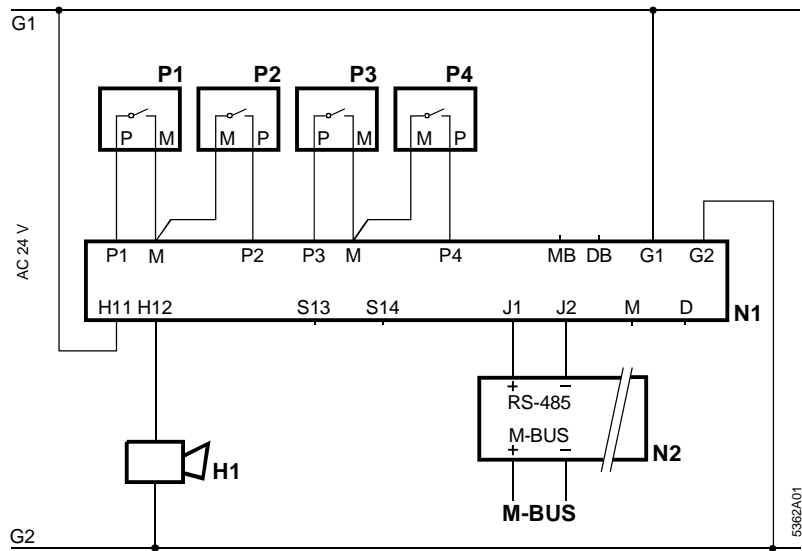 G1
P1 P2 P3 P4
P M M P P M M P
AC 24 V
P1 M P2 P3 M P4 MB DB G1 G2
H11 H12 S13 S14 J1 J2 M D N1
+ −
RS-485
M-BUS
+ −
N2
H1
M-BUS
G2
5362A01